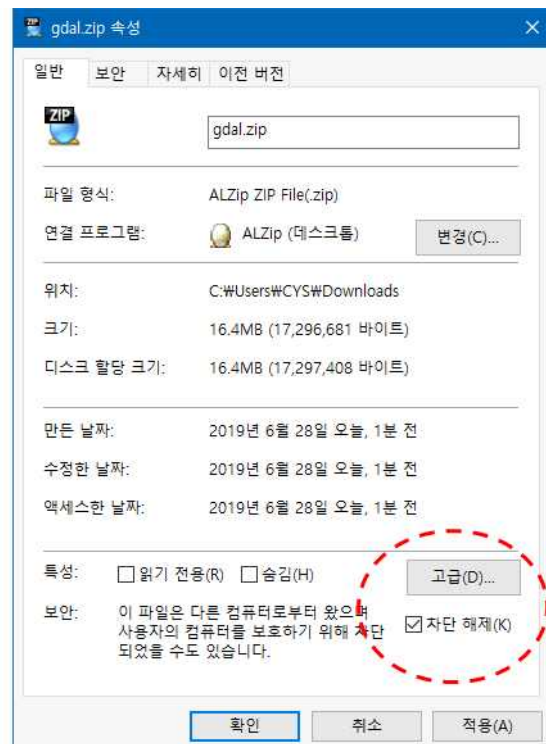 gdal.zip 속성
일반 보안 자세히 이전 버전
ZIP
gdal.zip
파일 형식: ALZip ZIP File(.zip)
연결 프로그램: ALZip (데스크톱) 변경(C)...
위치: C:₩Users₩CYS₩Downloads
크기: 16.4MB (17,296,681 바이트)
디스크 할당 크기: 16.4MB (17,297,408 바이트)
만든 날짜: 2019년 6월 28일 오늘, 1분 전
수정한 날짜: 2019년 6월 28일 오늘, 1분 전
액세스한 날짜: 2019년 6월 28일 오늘, 1분 전
특성: 읽기 전용(R) 숨김(H) 고급(D)...
보안: 이 파일은 다른 컴퓨터로부터 왔으며
사용자의 컴퓨터를 보호하기 위해 차단 차단 해제(K)
되었을 수도 있습니다.
확인 취소 적용(A)